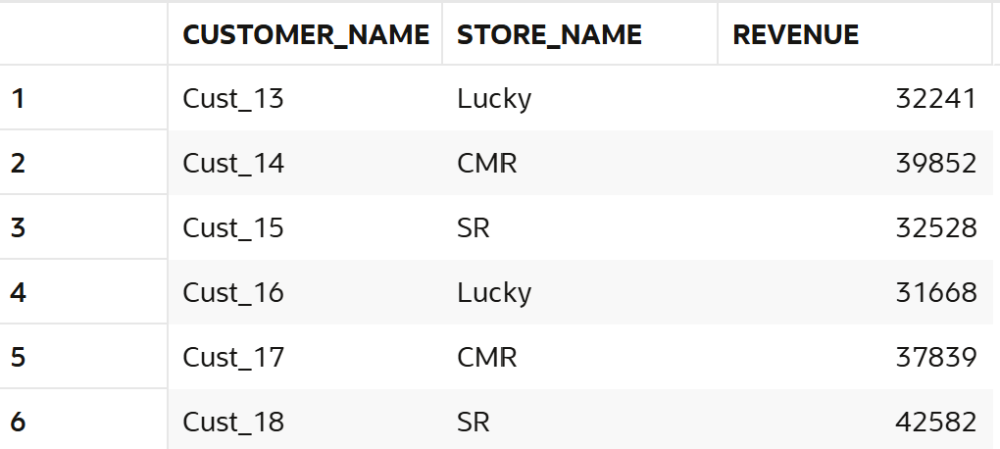 CUSTOMER_NAME STORE_NAME REVENUE
1 Cust_13 Lucky 32241
2 Cust_14 CMR 39852
3 Cust_15 SR 32528
4 Cust_16 Lucky 31668
5 Cust_17 CMR 37839
6 Cust_18 SR 42582